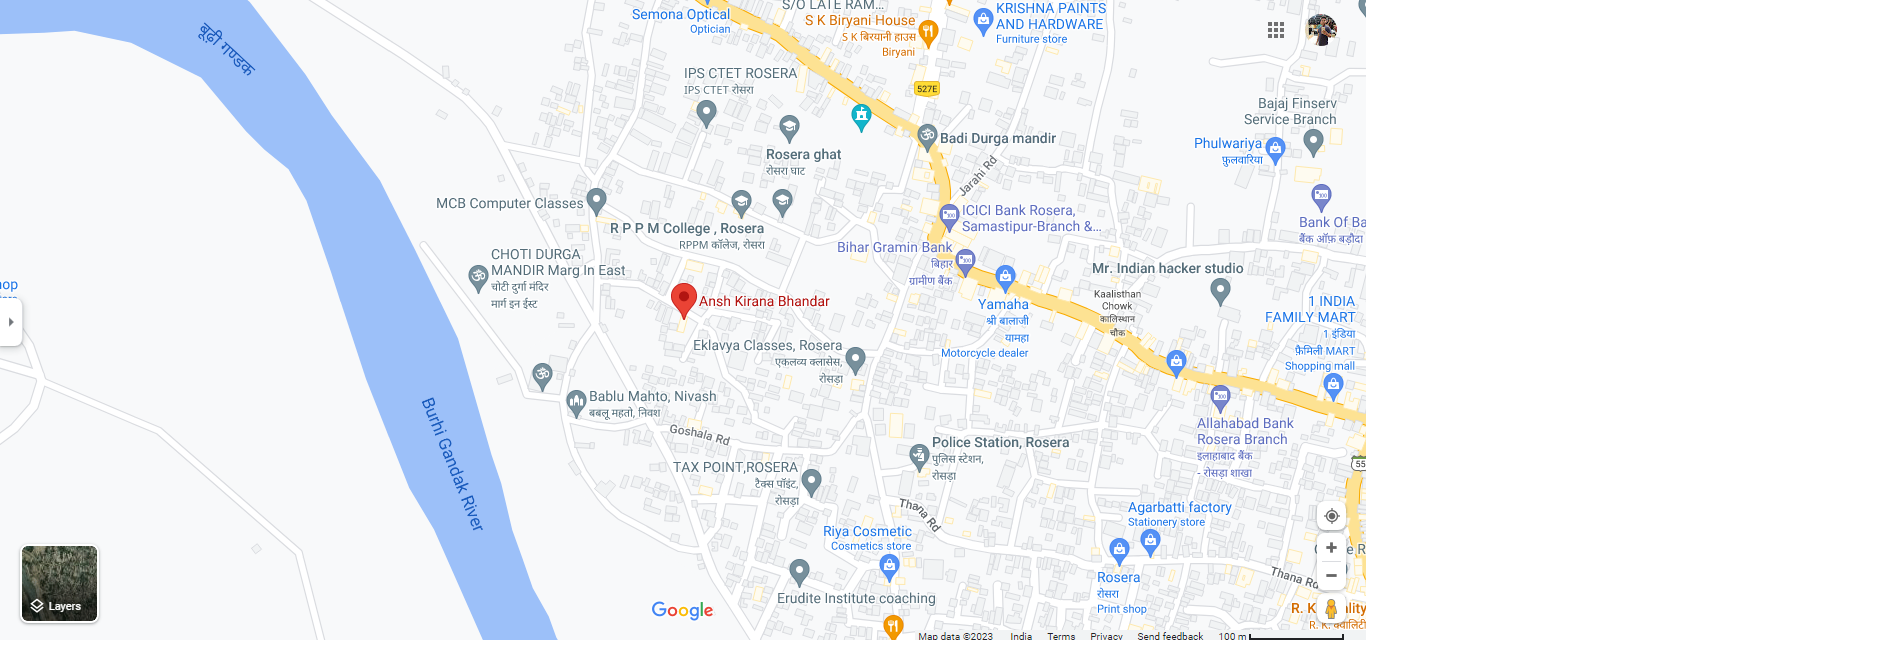 S/O LATE RAM...
Semona Optical
Optician
S K Biryani House
S K बिरयानी हाउस
Biryani
KRISHNA PAINTS
AND HARDWARE
Furniture store
बूढ़ी गण्डक
IPS CTET ROSERA
IPS CTET रोसरा
527E
Bajaj Finserv
Service Branch
Badi Durga mandir
Phulwariya
फुलवारिया
Rosera ghat
रोसरा घाट
Jarahi Rd
MCB Computer Classes
R P P M College , Rosera
RPPM कॉलेज, रोसरा
ICICI Bank Rosera,
Samastipur-Branch &...
Bank Of Ba
बैंक ऑफ़ बड़ौदा
CHOTI DURGA
MANDIR Marg In East
चोटी दुर्गा मंदिर
मार्ग इन ईस्ट
Bihar Gramin Bank
बिहार
ग्रामीण बैंक
Mr. Indian hacker studio
Ansh Kirana Bhandar
Yamaha
श्री बालाजी
यामहा
Motorcycle dealer
Kaalisthan
Chowk
कालिस्थान
चौक
1 INDIA
FAMILY MART
1 इंडिया
फ़ैमिली MART
Shopping mall
Eklavya Classes, Rosera
एकलव्य क्लासेस,
रोसड़ा
Bablu Mahto, Nivash
बबलू महतो, निवश
Burhi Gandak River
Goshala Rd
Allahabad Bank
Rosera Branch
इलाहाबाद बैंक
- रोसड़ा शाखा
Police Station, Rosera
पुलिस स्टेशन,
रोसड़ा
TAX POINT,ROSERA
टैक्स पॉइंट,
रोसड़ा
55
Thana Rd
Agarbatti factory
Stationery store
Riya Cosmetic
Cosmetics store
Rosera
रोसरा
Print shop
Thana Rd
Erudite Institute coaching
Layers
Google
Map data ©2023 India Terms Privacy Send feedback 100 m